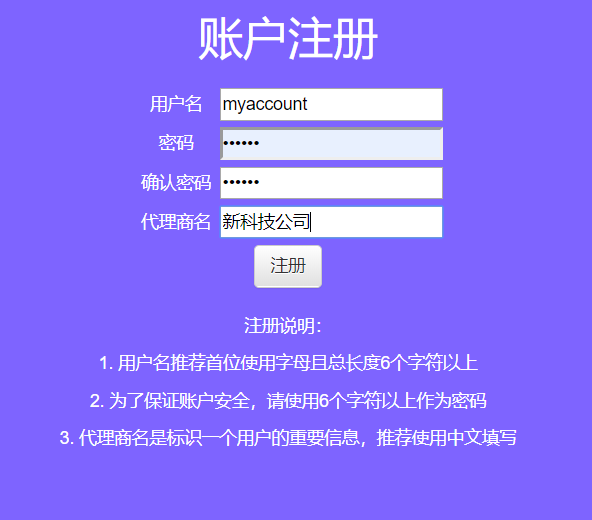 账户注册
用户名 myaccount
密码 ••••••
确认密码 ••••••
代理商名 新科技公司
注册
注册说明：
1. 用户名推荐首位使用字母且总长度6个字符以上
2. 为了保证账户安全，请使用6个字符以上作为密码
3. 代理商名是标识一个用户的重要信息，推荐使用中文填写